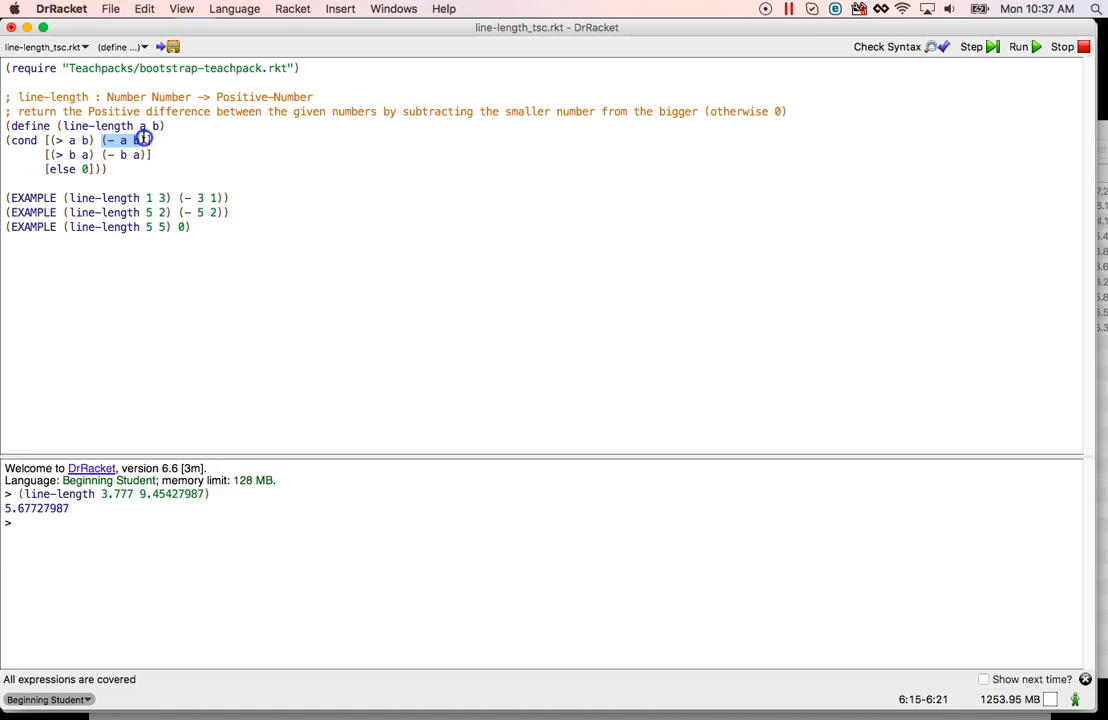 DrRacket File Edit View Language Racket Insert Windows Help Mon 10:37 AM
line-length_tsc.rkt - DrRacket
line-length_tsc.rkt▾ (define ...)▾ Check Syntax Step Run Stop
(require "Teachpacks/bootstrap-teachpack.rkt")
; line-length : Number Number -> Positive-Number
; return the Positive difference between the given numbers by subtracting the smaller number from the bigger (otherwise 0)
(define (line-length a b)
(cond [(> a b) (- a b)]
[(> b a) (- b a)]
[else 0]))
(EXAMPLE (line-length 1 3) (- 3 1))
(EXAMPLE (line-length 5 2) (- 5 2))
(EXAMPLE (line-length 5 5) 0)
Welcome to DrRacket, version 6.6 [3m].
Language: Beginning Student; memory limit: 128 MB.
> (line-length 3.777 9.45427987)
5.67727987
>
All expressions are covered Show next time?
Beginning Student▾ 6:15-6:21 1253.95 MB